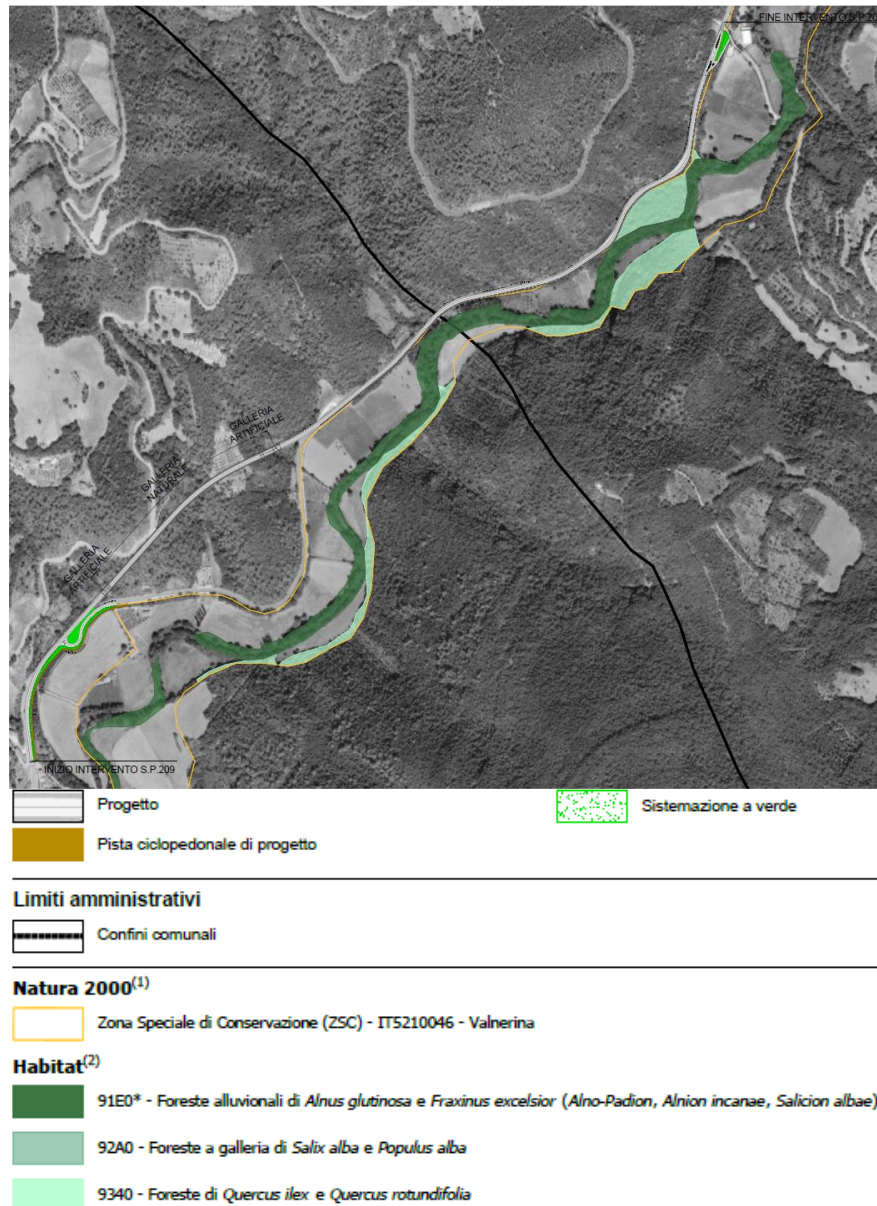 FINE INTERVENTO S.P.20
GALLERIA
ARTIFICIALE
GALLERIA
NATURALE
GALLERIA
ARTIFICIALE
INIZIO INTERVENTO S.P.209
Progetto
Sistemazione a verde
Pista ciclopedonale di progetto
Limiti amministrativi
Confini comunali
Natura 2000(1)
Zona Speciale di Conservazione (ZSC) - IT5210046 - Valnerina
Habitat(2)
91E0* - Foreste alluvionali di Alnus glutinosa e Fraxinus excelsior (Alno-Padion, Alnion incanae, Salicion albae)
92A0 - Foreste a galleria di Salix alba e Populus alba
9340 - Foreste di Quercus ilex e Quercus rotundifolia